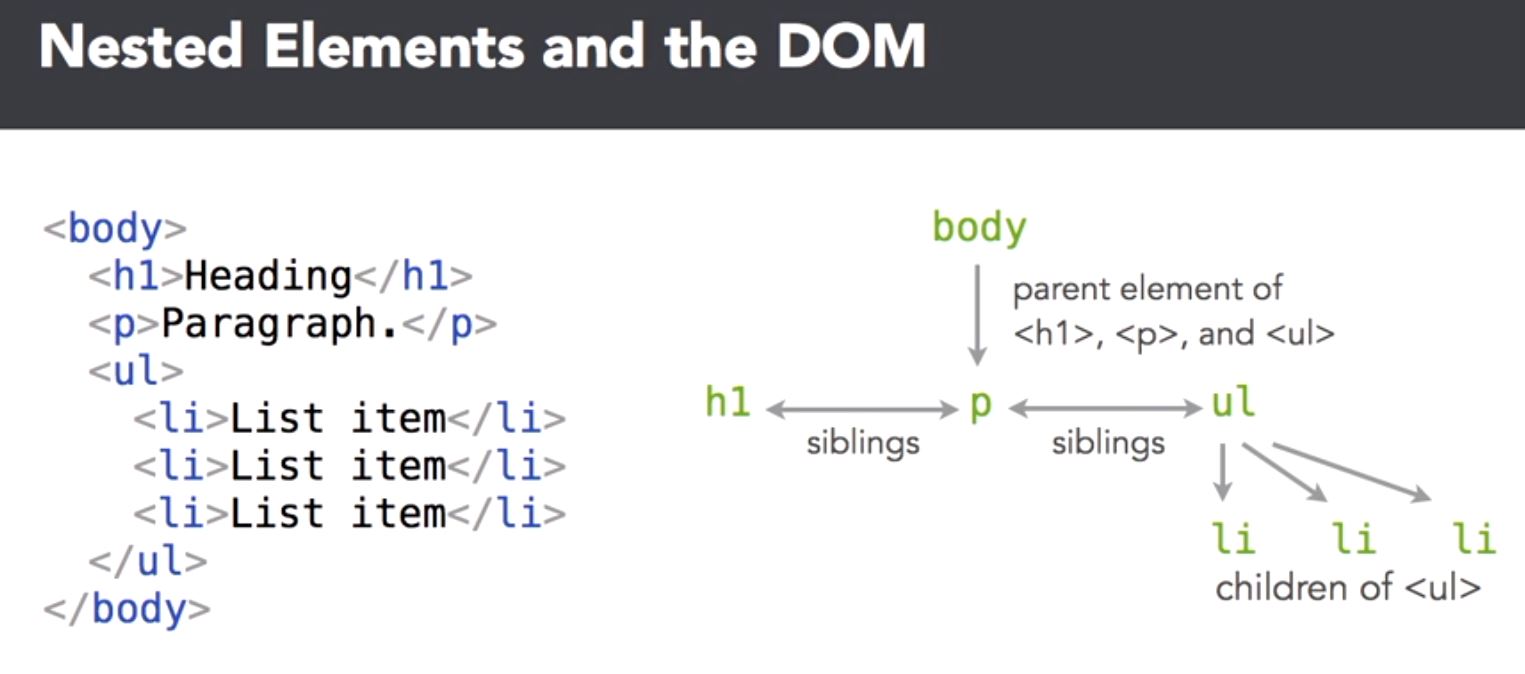 Nested Elements and the DOM
<body>
<h1>Heading</h1>
<p>Paragraph.</p>
<ul>
<li>List item</li>
<li>List item</li>
<li>List item</li>
</ul>
</body>
body
parent element of
<h1>, <p>, and <ul>
h1 p ul
siblings siblings
li li li
children of <ul>